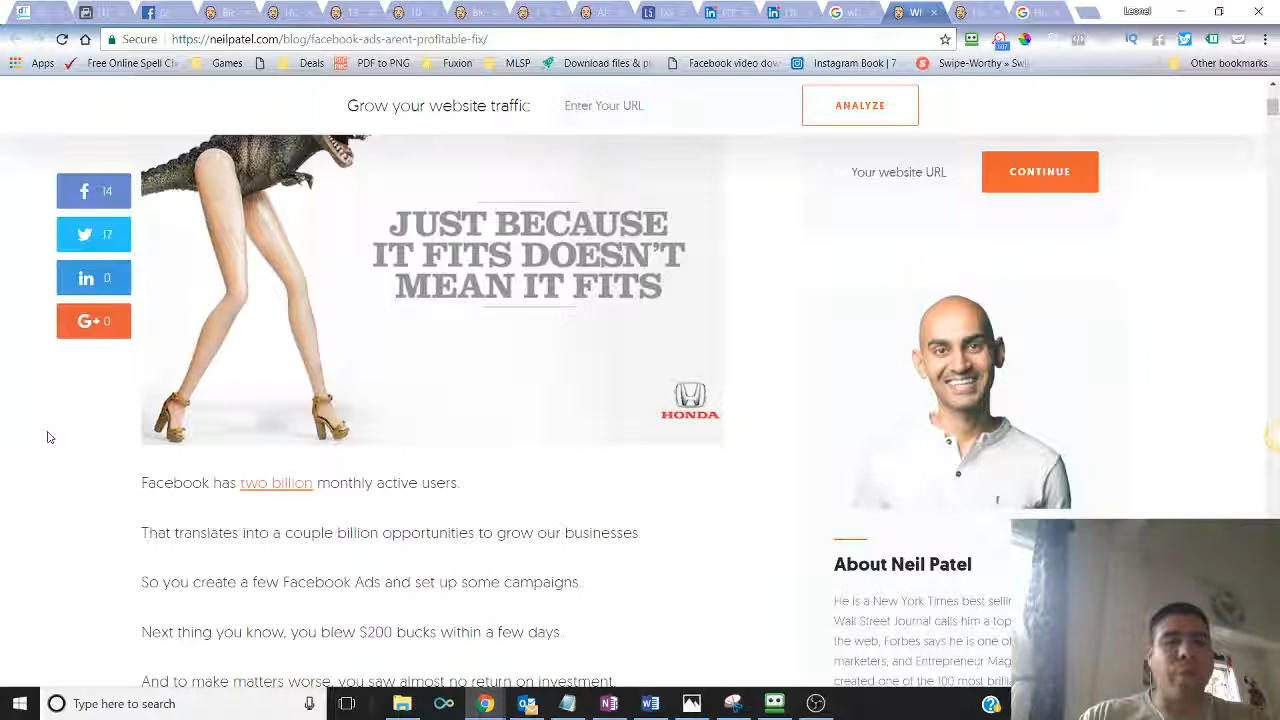 Leonel
Secure
https://neilpatel.com/blog/facebook-ads-arent-profitable-fix/
Apps
Free Online Spell Ch
Games
Deals
PDF to PNG
Fuxion
MLSP
Download files & p
Facebook video dow
Instagram Book | 7
Swipe-Worthy » Swi
Other bookmarks
Grow your website traffic
Enter Your URL
ANALYZE
Your website URL
CONTINUE
14
17
in 0
G+ 0
JUST BECAUSE
IT FITS DOESN'T
MEAN IT FITS
HONDA
Facebook has two billion monthly active users.
That translates into a couple billion opportunities to grow our businesses
So you create a few Facebook Ads and set up some campaigns.
Next thing you know, you blew $200 bucks within a few days.
And to make matters worse, you saw almost no return on investment
About Neil Patel
He is a New York Times best sellin
Wall Street Journal calls him a top
the web, Forbes says he is one of
marketers, and Entrepreneur Mag
created one of the 100 most brilli
Type here to search